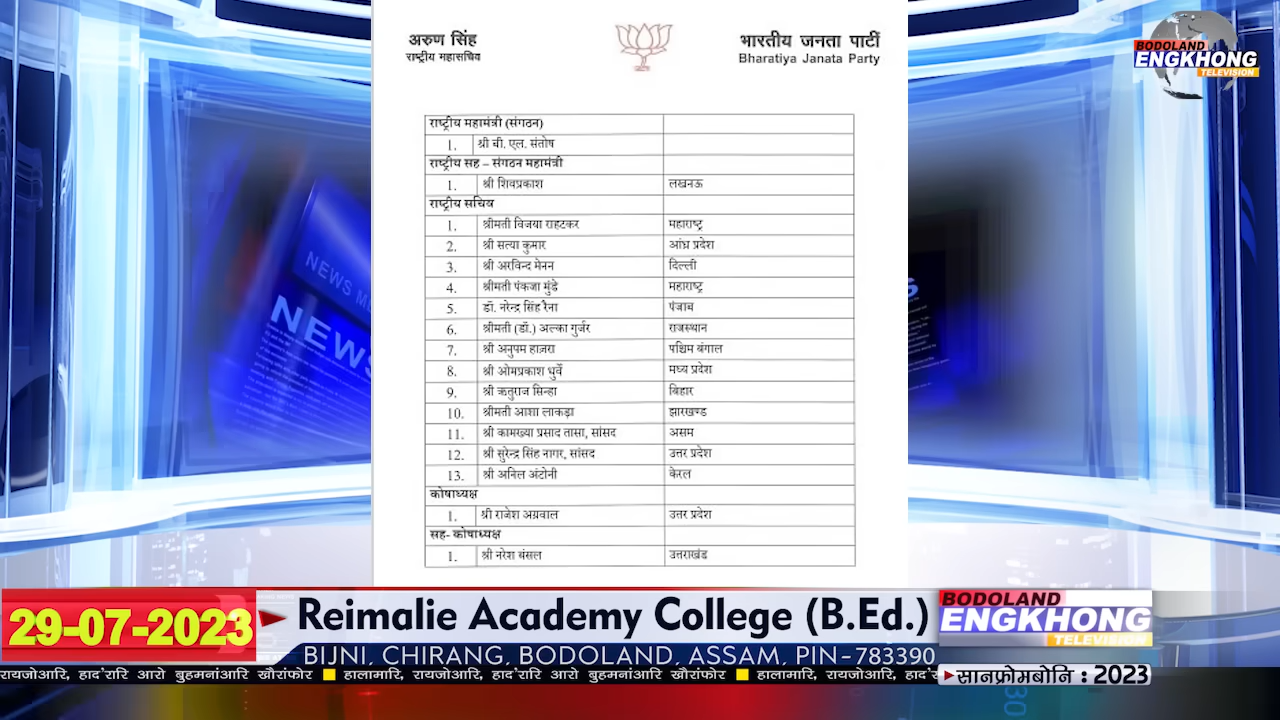 अरुण सिंह
राष्ट्रीय महासचिव
भारतीय जनता पार्टी
Bharatiya Janata Party
BODOLAND
ENGKHONG
TELEVISION
राष्ट्रीय महामंत्री (संगठन)
1. श्री बी. एल. संतोष
राष्ट्रीय सह – संगठन महामंत्री
1. श्री शिवप्रकाश लखनऊ
राष्ट्रीय सचिव
1. श्रीमती विजया राहटकर महाराष्ट्र
2. श्री सत्या कुमार आंध्र प्रदेश
3. श्री अरविन्द मेनन दिल्ली
4. श्रीमती पंकजा मुंडे महाराष्ट्र
5. डॉ. नरेन्द्र सिंह रैना पंजाब
6. श्रीमती (डॉ.) अल्का गुर्जर राजस्थान
7. श्री अनुपम हाज़रा पश्चिम बंगाल
8. श्री ओमप्रकाश धुर्वे मध्य प्रदेश
9. श्री ऋतुराज सिन्हा बिहार
10. श्रीमती आशा लाकड़ा झारखण्ड
11. श्री कामख्या प्रसाद तासा, सांसद असम
12. श्री सुरेन्द्र सिंह नागर, सांसद उत्तर प्रदेश
13. श्री अनिल अंटोनी केरल
कोषाध्यक्ष
1. श्री राजेश अग्रवाल उत्तर प्रदेश
सह- कोषाध्यक्ष
1. श्री नरेश बंसल उत्तराखंड
NEWS
NEWS
29-07-2023
Reimalie Academy College (B.Ed.)
BIJNI, CHIRANG, BODOLAND, ASSAM, PIN-783390
BODOLAND
ENGKHONG
TELEVISION
रायजोआरि, हाद'रारि आरो बुहमनांआरि खौरांफोर हालामारि, रायजोआरि, हाद'रारि आरो बुहमनांआरि खौरांफोर हालामारि, रायजोआरि,
सानफ्रोमबोनि : 2023